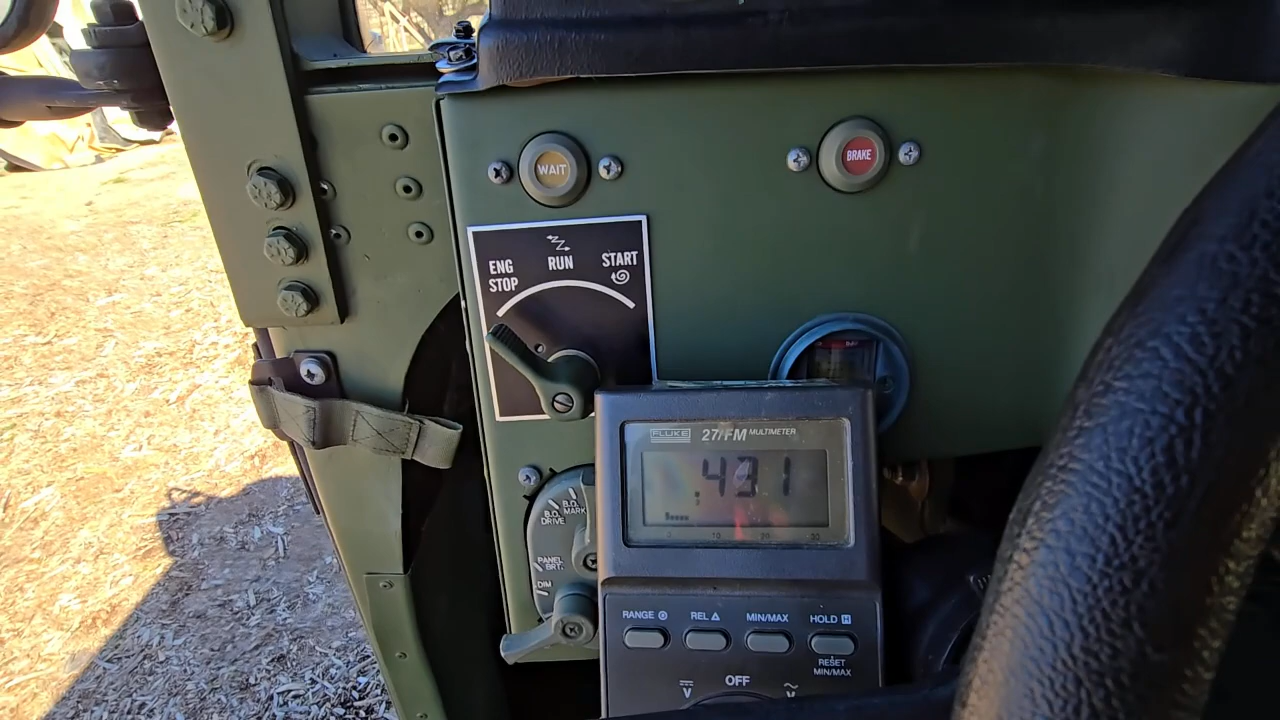 WAIT
BRAKE
ENG
STOP
RUN
START
FLUKE 27/FM MULTIMETER
.431
0 10 20 30
B.O.
MARK
B.O.
DRIVE
PANEL
BRT.
DIM
RANGE
REL △
MIN/MAX
HOLD H
RESET
MIN/MAX
V
OFF
V